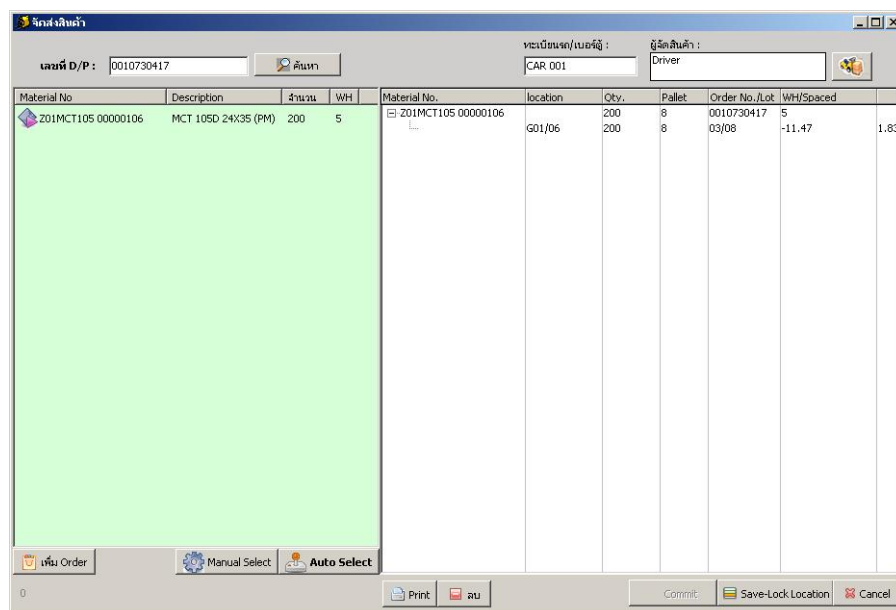 จัดส่งสินค้า
เลขที่ D/P : 0010730417 ค้นหา
ทะเบียนรถ/เบอร์ตู้ : ผู้จัดสินค้า :
CAR 001 Driver
Material No Description จำนวน WH
Z01MCT105 00000106 MCT 105D 24X35 (PM) 200 5
Material No. location Qty. Pallet Order No./Lot WH/Spaced
Z01MCT105 00000106 200 8 0010730417 5
G01/06 200 8 03/08 -11.47 1.83
เพิ่ม Order Manual Select Auto Select
0 Print ลบ Commit Save-Lock Location Cancel